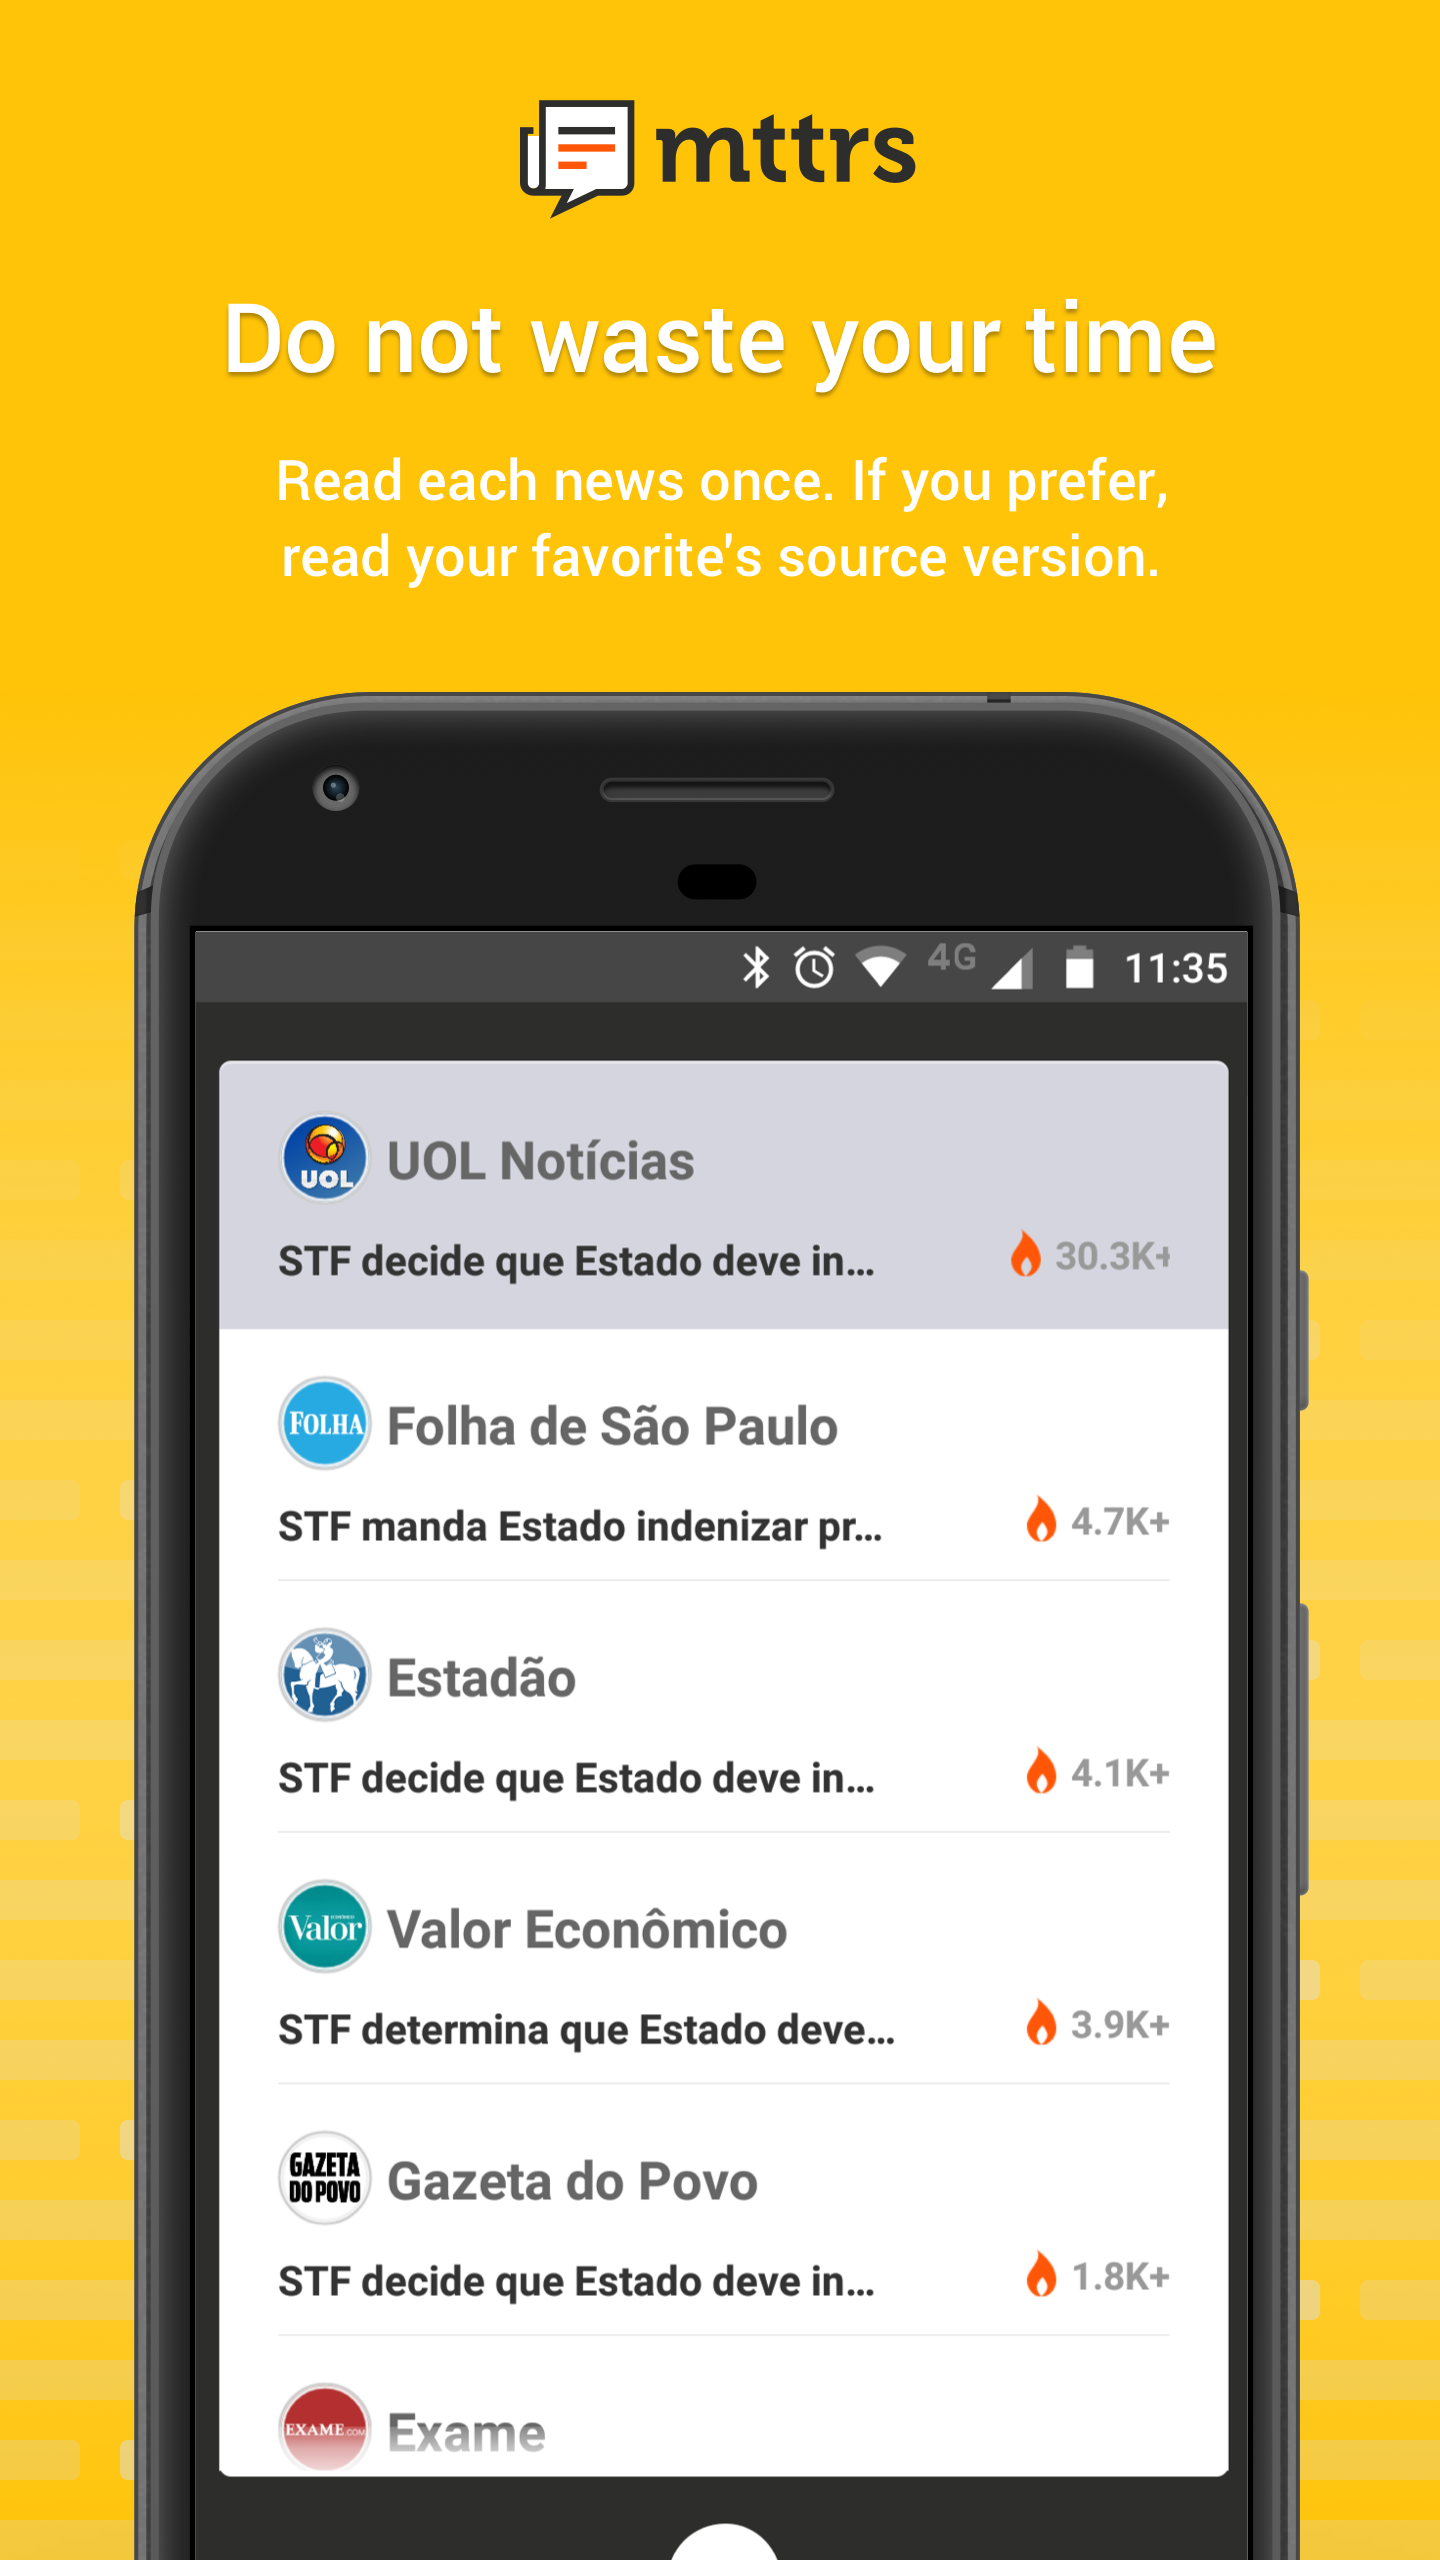 mttrs
Do not waste your time
Read each news once. If you prefer,
read your favorite's source version.
4G 11:35
UOL
UOL Notícias
STF decide que Estado deve in... 30.3K+
FOLHA
Folha de São Paulo
STF manda Estado indenizar pr... 4.7K+
Estadão
STF decide que Estado deve in... 4.1K+
Valor
Valor Econômico
STF determina que Estado deve... 3.9K+
GAZETA
DO POVO
Gazeta do Povo
STF decide que Estado deve in... 1.8K+
EXAME.COM
Exame